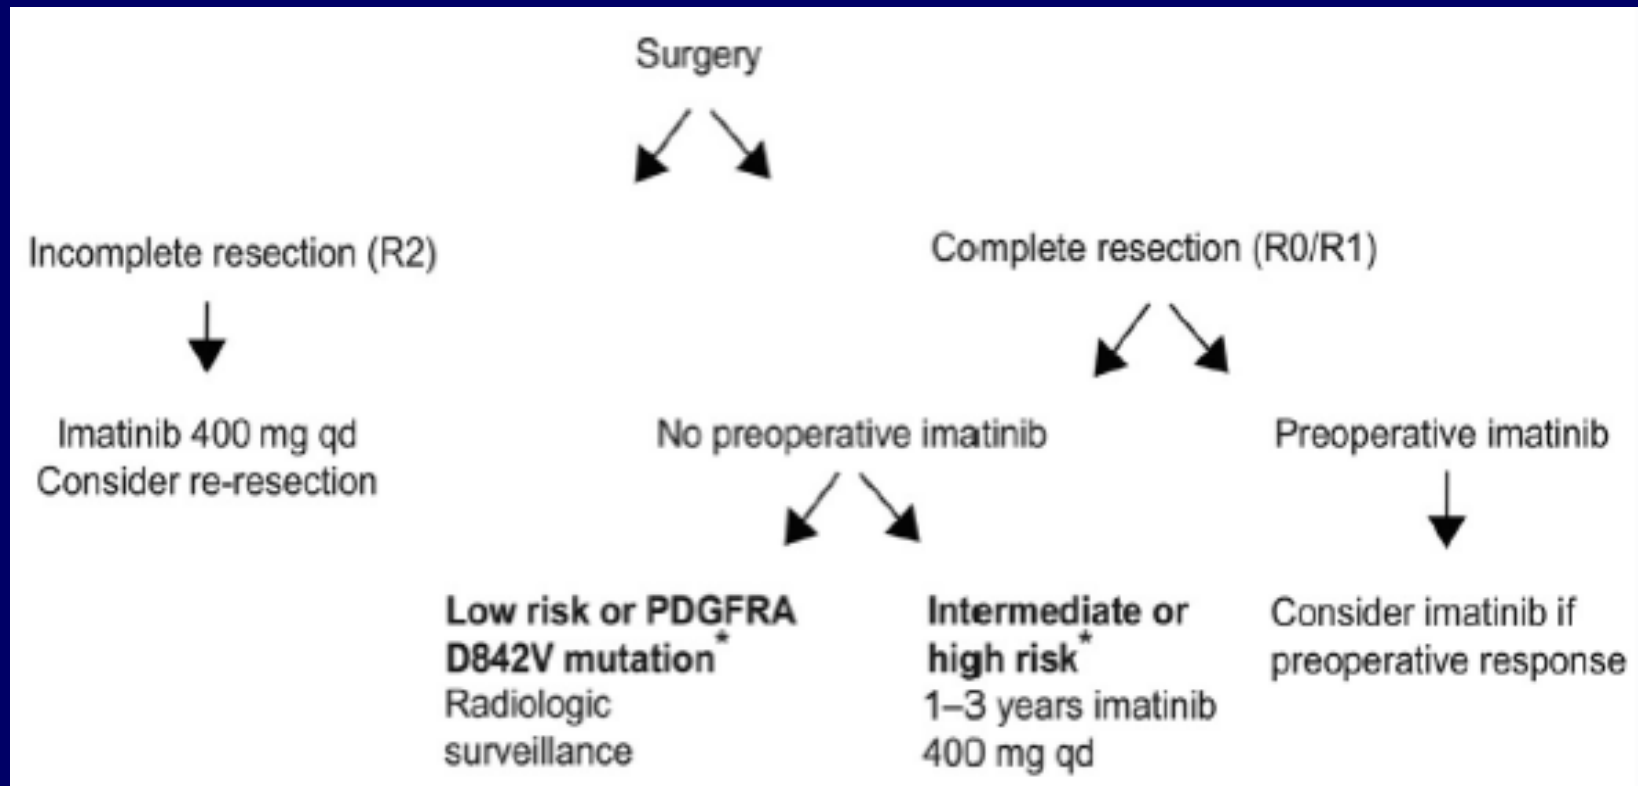 Surgery
Incomplete resection (R2)
Complete resection (R0/R1)
Imatinib 400 mg qd
Consider re-resection
No preoperative imatinib
Preoperative imatinib
Low risk or PDGFRA
D842V mutation*
Radiologic
surveillance
Intermediate or
high risk*
1–3 years imatinib
400 mg qd
Consider imatinib if
preoperative response